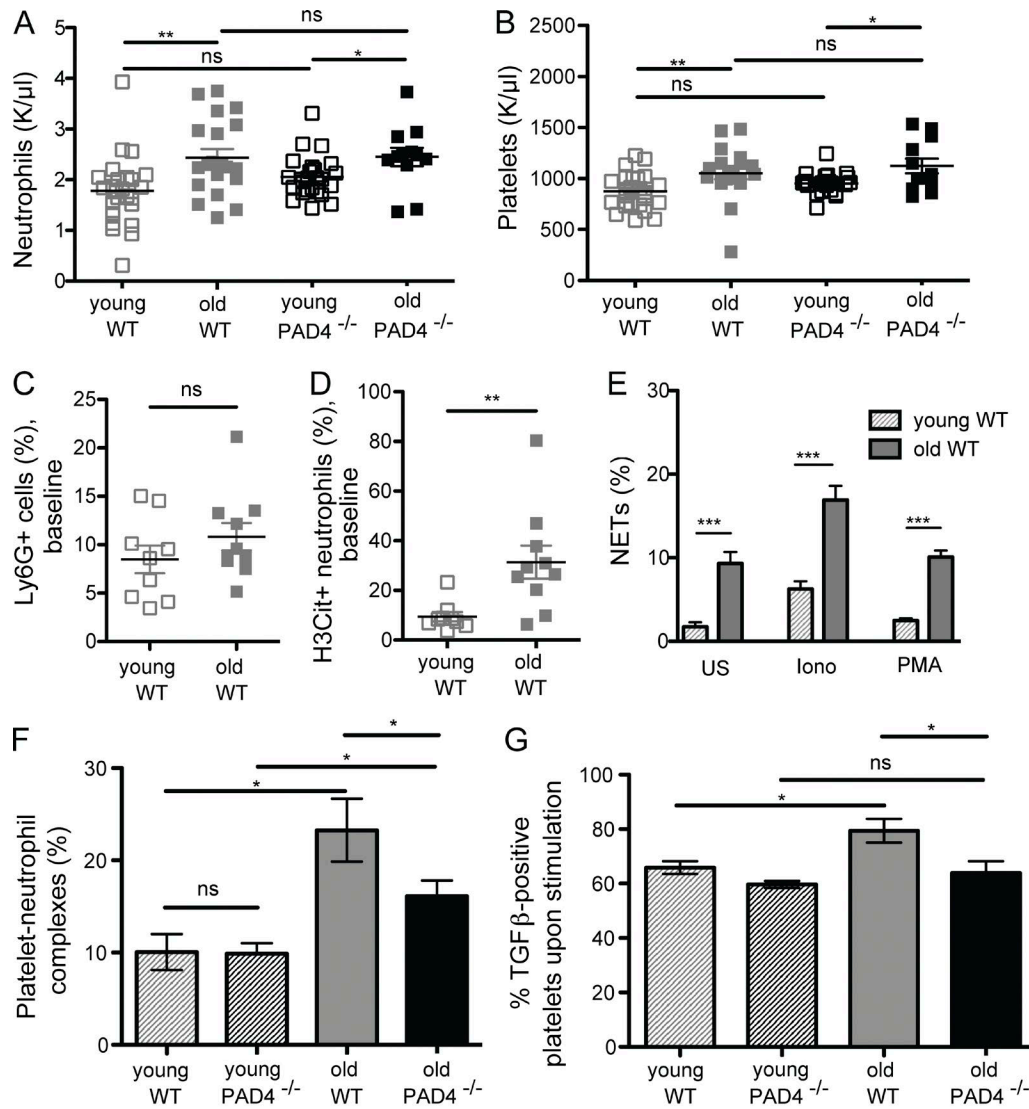 A
Neutrophils (K/μl)
5
4
3
2
1
0
ns
**
ns
*
young
WT
old
WT
young
PAD4 -/-
old
PAD4 -/-
B
Platelets (K/μl)
2500
2000
1500
1000
500
0
*
ns
**
ns
young
WT
old
WT
young
PAD4 -/-
old
PAD4 -/-
C
Ly6G+ cells (%),
baseline
25
20
15
10
5
0
ns
young
WT
old
WT
D
H3Cit+ neutrophils (%),
baseline
100
80
60
40
20
0
**
young
WT
old
WT
E
NETs (%)
30
20
10
0
young WT
old WT
***
***
***
US
Iono
PMA
F
Platelet-neutrophil
complexes (%)
30
20
10
0
*
*
*
ns
young
WT
young
PAD4 -/-
old
WT
old
PAD4 -/-
G
% TGFβ-positive
platelets upon stimulation
100
80
60
40
20
0
*
ns
*
young
WT
young
PAD4 -/-
old
WT
old
PAD4 -/-